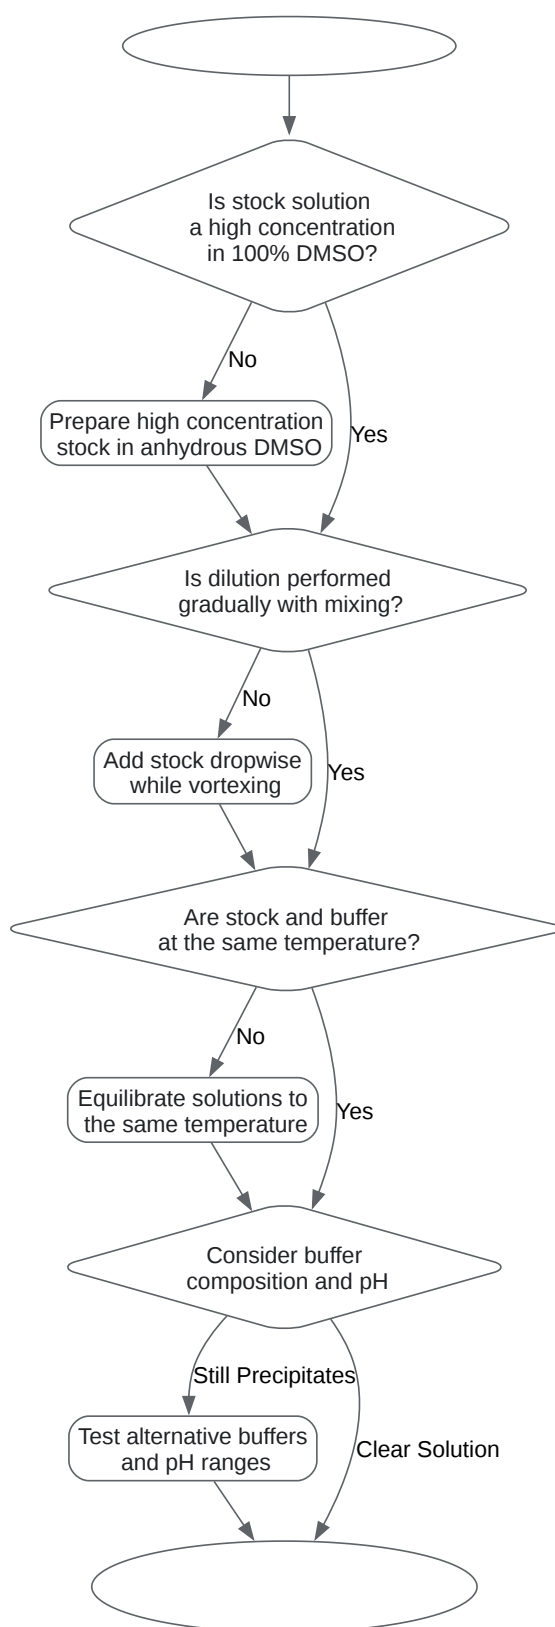 Is stock solution
a high concentration
in 100% DMSO?
No
Prepare high concentration
stock in anhydrous DMSO
Yes
Is dilution performed
gradually with mixing?
No
Add stock dropwise
while vortexing
Yes
Are stock and buffer
at the same temperature?
No
Equilibrate solutions to
the same temperature
Yes
Consider buffer
composition and pH
Still Precipitates
Test alternative buffers
and pH ranges
Clear Solution